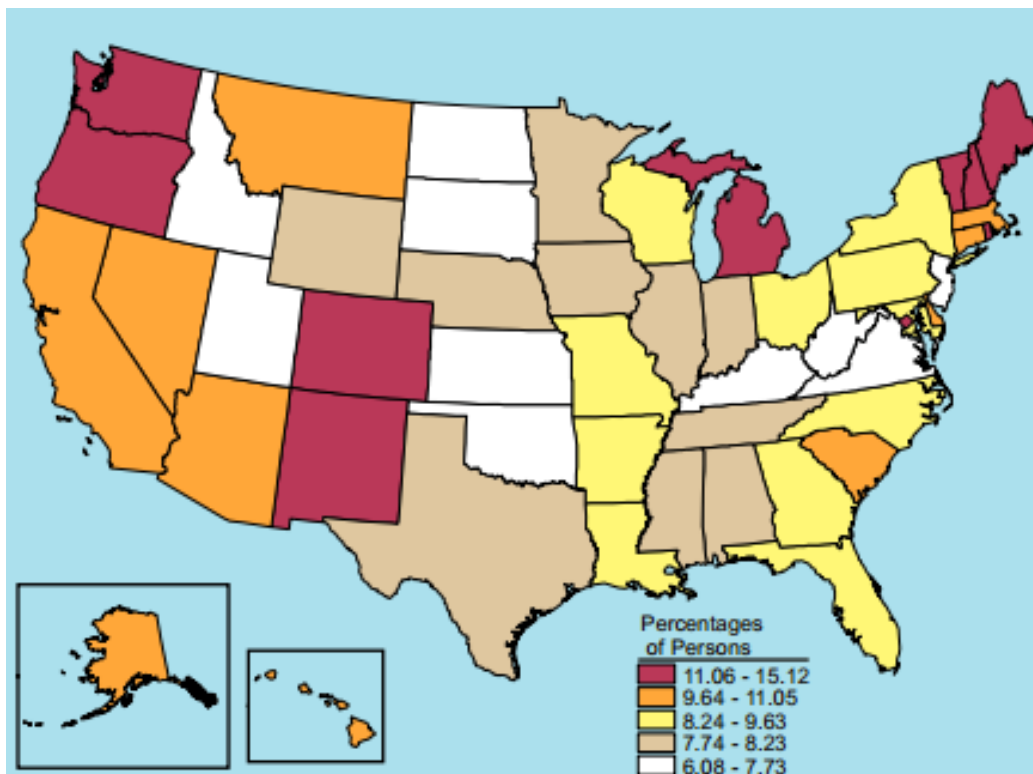 Percentages
of Persons
11.06 - 15.12
9.64 - 11.05
8.24 - 9.63
7.74 - 8.23
6.08 - 7.73